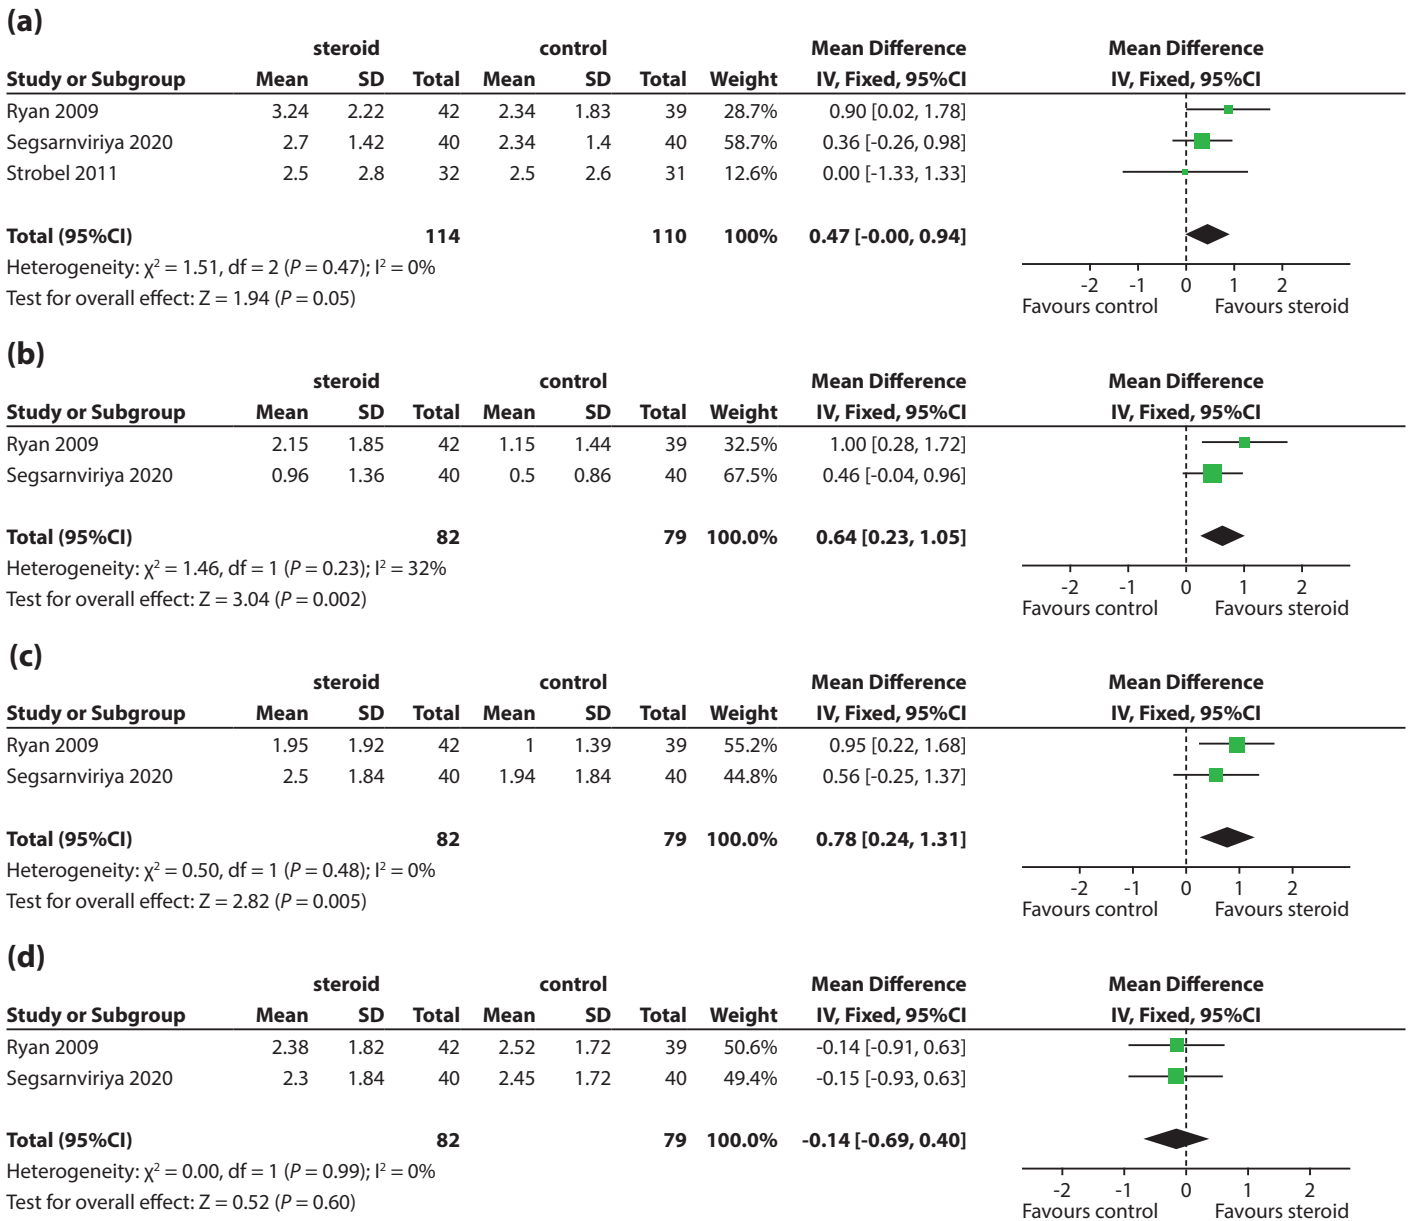 (a)
steroid control Mean Difference Mean Difference
Study or Subgroup Mean SD Total Mean SD Total Weight IV, Fixed, 95%CI IV, Fixed, 95%CI
Ryan 2009 3.24 2.22 42 2.34 1.83 39 28.7% 0.90 [0.02, 1.78]
Segsarnviriya 2020 2.7 1.42 40 2.34 1.4 40 58.7% 0.36 [-0.26, 0.98]
Strobel 2011 2.5 2.8 32 2.5 2.6 31 12.6% 0.00 [-1.33, 1.33]
Total (95%CI) 114 110 100% 0.47 [-0.00, 0.94]
Heterogeneity: χ² = 1.51, df = 2 (P = 0.47); I² = 0%
Test for overall effect: Z = 1.94 (P = 0.05)
-2 -1 0 1 2
Favours control Favours steroid
(b)
steroid control Mean Difference Mean Difference
Study or Subgroup Mean SD Total Mean SD Total Weight IV, Fixed, 95%CI IV, Fixed, 95%CI
Ryan 2009 2.15 1.85 42 1.15 1.44 39 32.5% 1.00 [0.28, 1.72]
Segsarnviriya 2020 0.96 1.36 40 0.5 0.86 40 67.5% 0.46 [-0.04, 0.96]
Total (95%CI) 82 79 100.0% 0.64 [0.23, 1.05]
Heterogeneity: χ² = 1.46, df = 1 (P = 0.23); I² = 32%
Test for overall effect: Z = 3.04 (P = 0.002)
-2 -1 0 1 2
Favours control Favours steroid
(c)
steroid control Mean Difference Mean Difference
Study or Subgroup Mean SD Total Mean SD Total Weight IV, Fixed, 95%CI IV, Fixed, 95%CI
Ryan 2009 1.95 1.92 42 1 1.39 39 55.2% 0.95 [0.22, 1.68]
Segsarnviriya 2020 2.5 1.84 40 1.94 1.84 40 44.8% 0.56 [-0.25, 1.37]
Total (95%CI) 82 79 100.0% 0.78 [0.24, 1.31]
Heterogeneity: χ² = 0.50, df = 1 (P = 0.48); I² = 0%
Test for overall effect: Z = 2.82 (P = 0.005)
-2 -1 0 1 2
Favours control Favours steroid
(d)
steroid control Mean Difference Mean Difference
Study or Subgroup Mean SD Total Mean SD Total Weight IV, Fixed, 95%CI IV, Fixed, 95%CI
Ryan 2009 2.38 1.82 42 2.52 1.72 39 50.6% -0.14 [-0.91, 0.63]
Segsarnviriya 2020 2.3 1.84 40 2.45 1.72 40 49.4% -0.15 [-0.93, 0.63]
Total (95%CI) 82 79 100.0% -0.14 [-0.69, 0.40]
Heterogeneity: χ² = 0.00, df = 1 (P = 0.99); I² = 0%
Test for overall effect: Z = 0.52 (P = 0.60)
-2 -1 0 1 2
Favours control Favours steroid